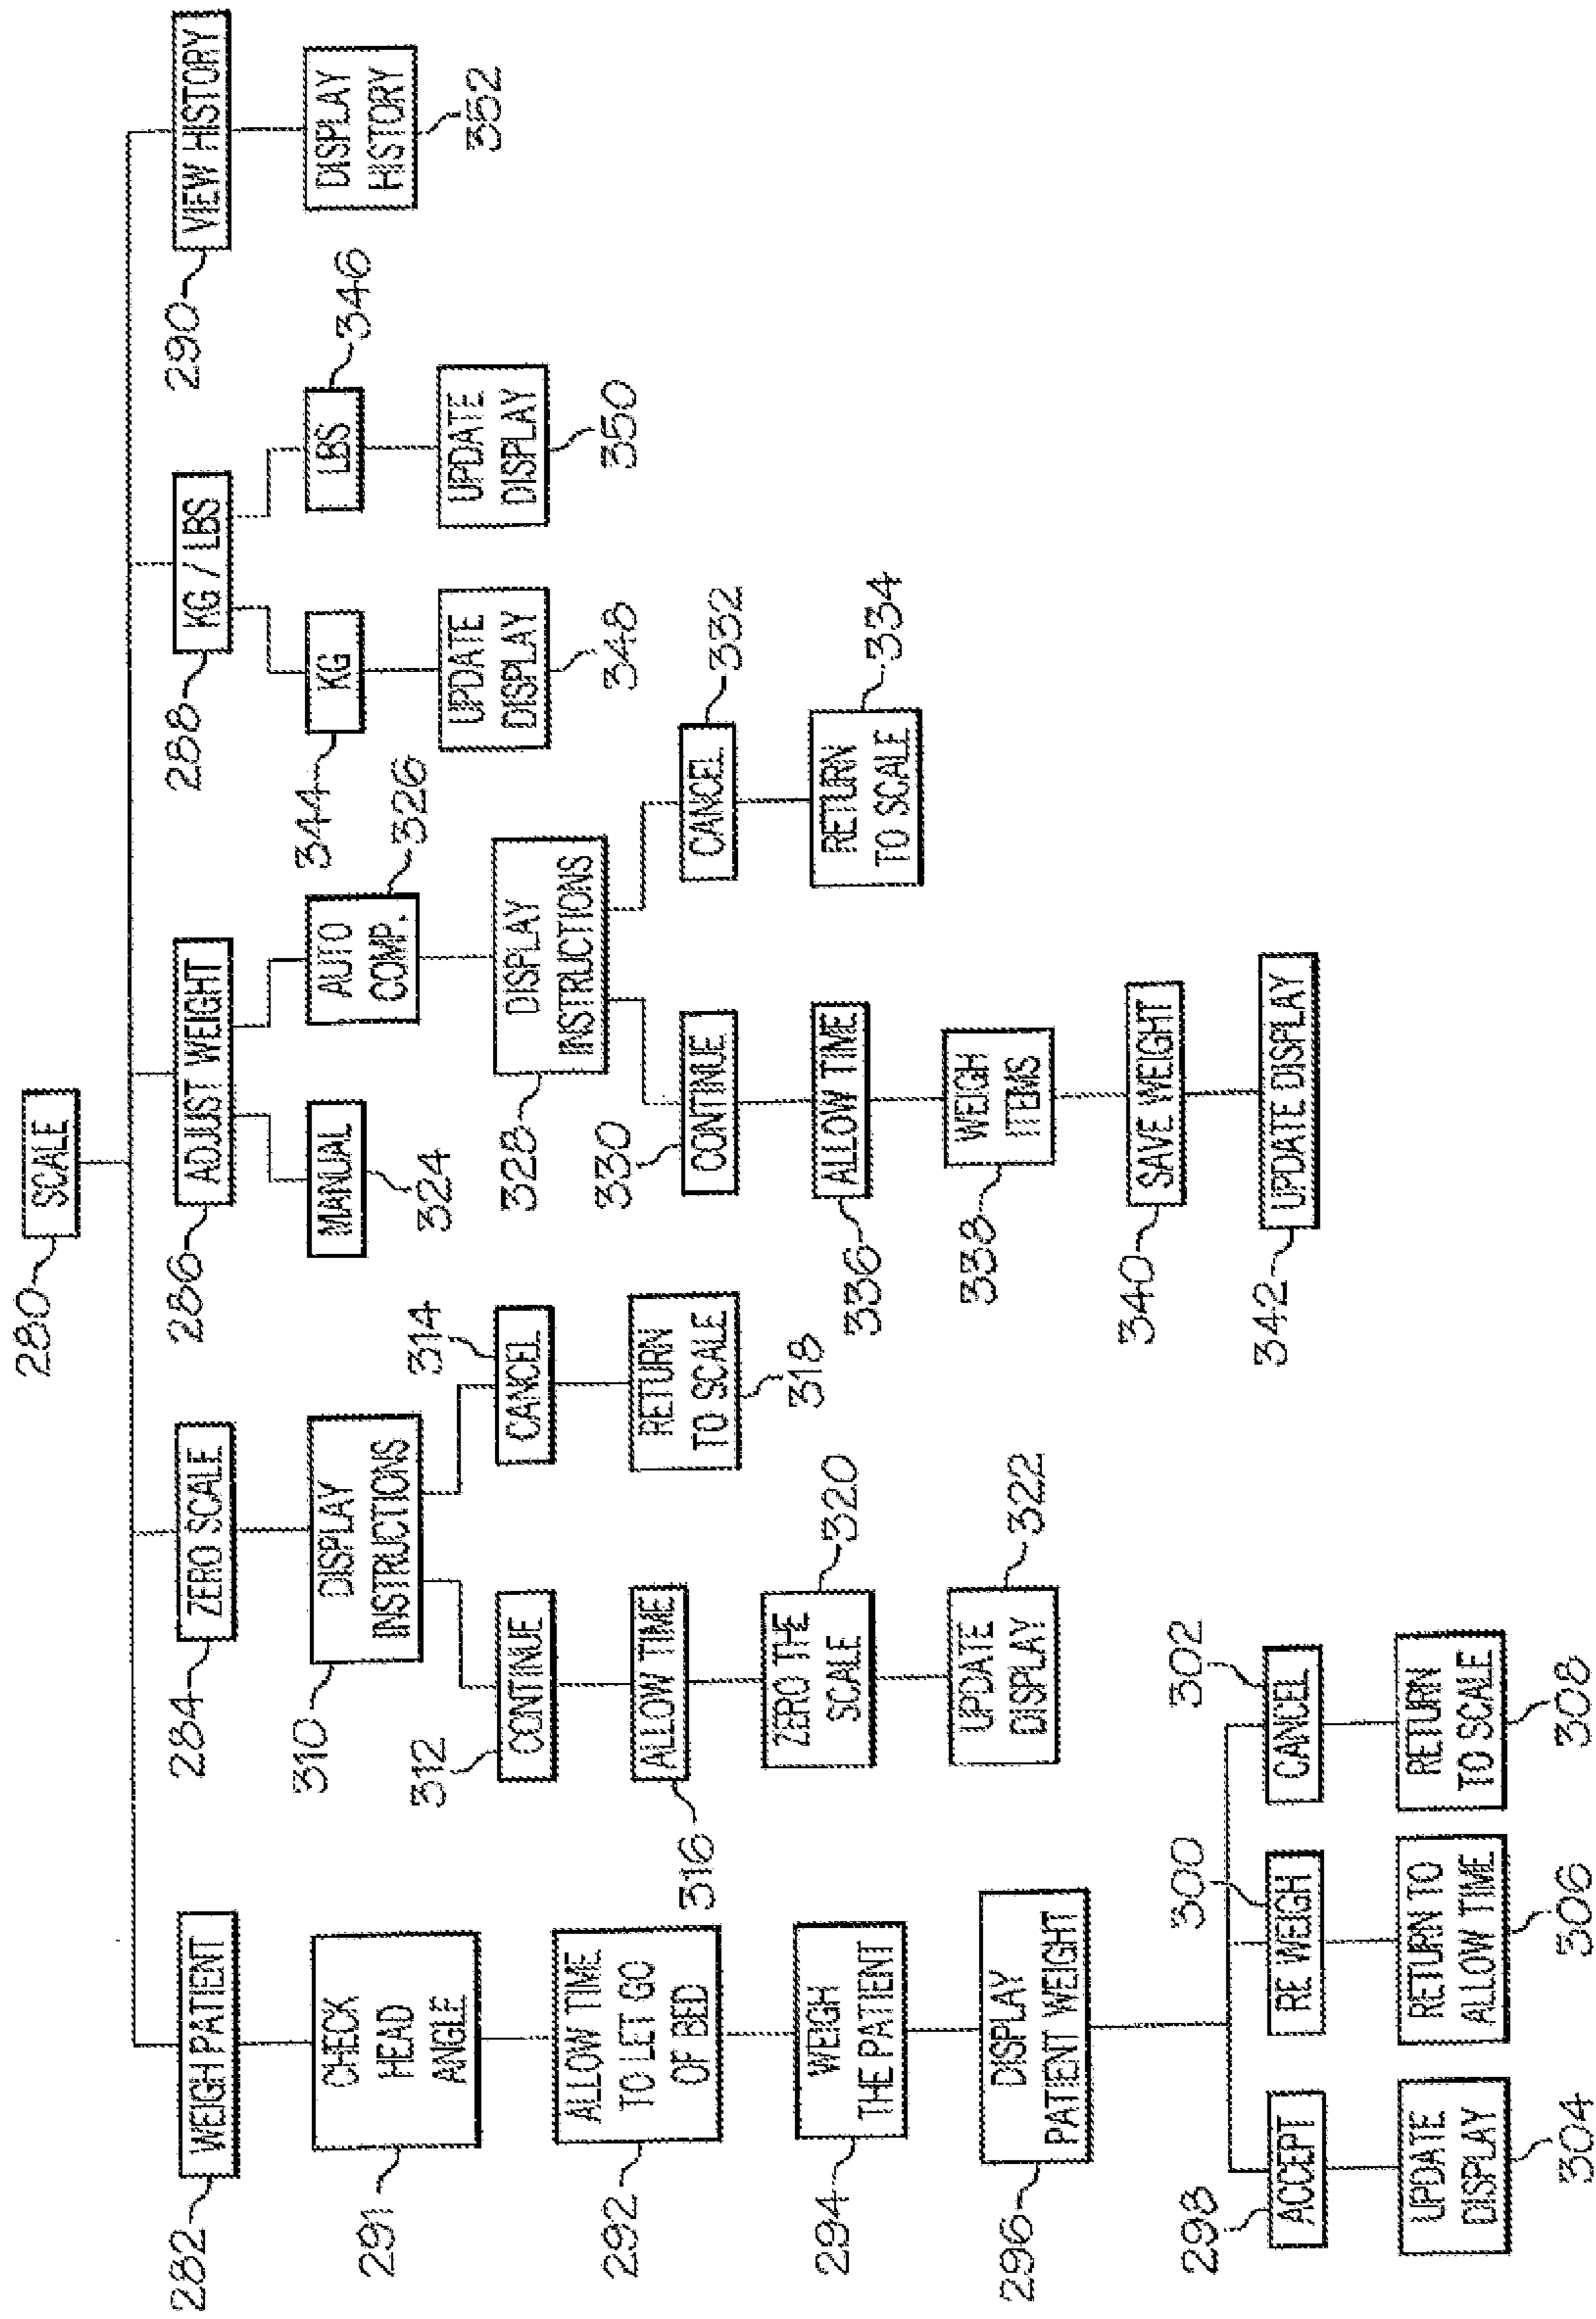 280
SCALE
282
WEIGH PATIENT
284
ZERO SCALE
286
ADJUST WEIGHT
288
KG / LBS
290
VIEW HISTORY
291
CHECK
HEAD
ANGLE
292
ALLOW TIME
TO LET GO
OF BED
294
WEIGH
THE PATIENT
296
DISPLAY
PATIENT WEIGHT
298
ACCEPT
300
RE WEIGH
302
CANCEL
UPDATE
DISPLAY
304
RETURN TO
ALLOW TIME
306
RETURN
TO SCALE
308
310
DISPLAY
INSTRUCTIONS
312
CONTINUE
314
CANCEL
316
ALLOW TIME
RETURN
TO SCALE
318
ZERO THE
SCALE
320
UPDATE
DISPLAY
322
MANUAL
324
AUTO
COMP.
326
328
DISPLAY
INSTRUCTIONS
330
CONTINUE
CANCEL
332
336
ALLOW TIME
RETURN
TO SCALE
334
338
WEIGH
ITEMS
340
SAVE WEIGHT
342
UPDATE DISPLAY
344
KG
LBS
346
UPDATE
DISPLAY
348
UPDATE
DISPLAY
350
DISPLAY
HISTORY
352